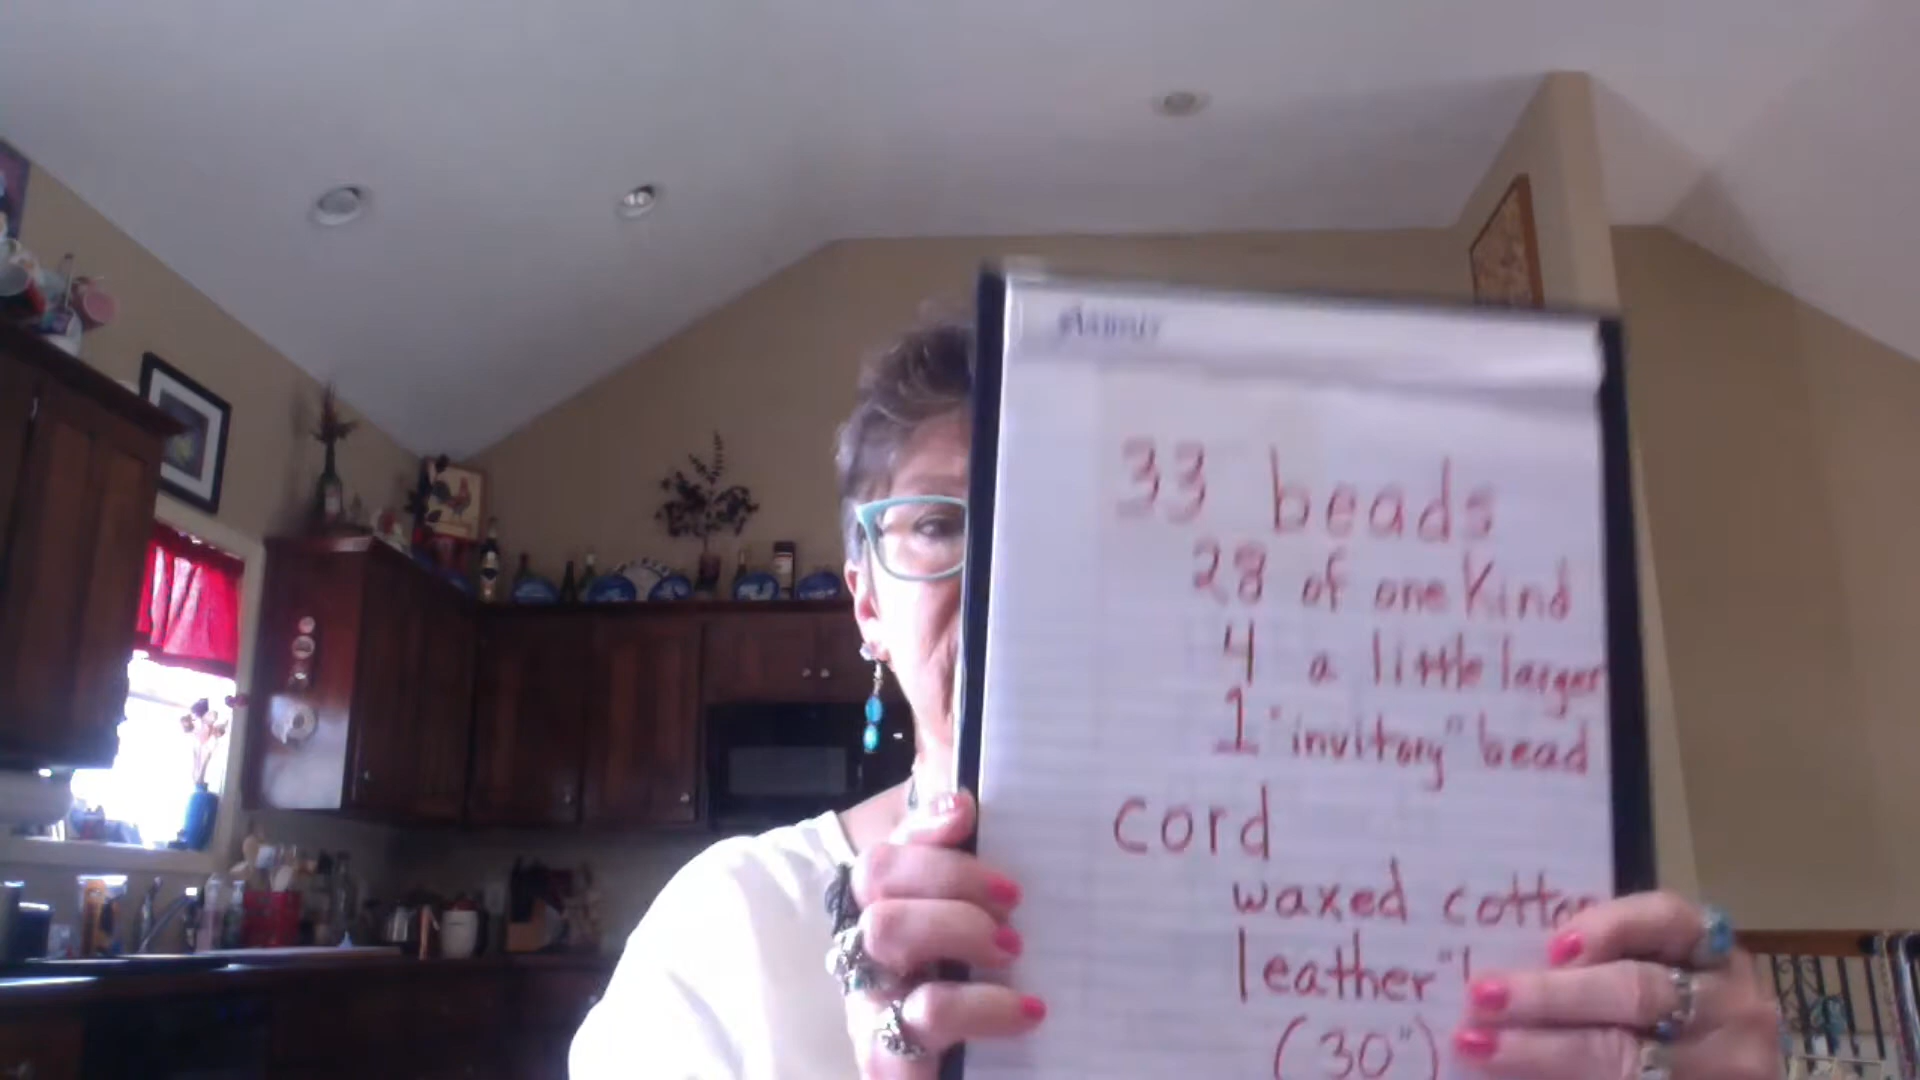 33 beads
28 of one kind
4 a little larger
1 "invitory" bead
cord
waxed cotton
leather "
(30")